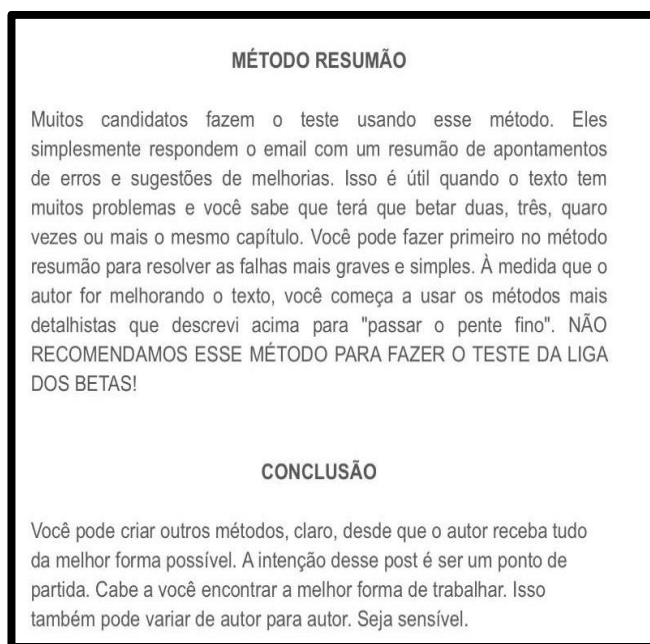 MÉTODO RESUMÃO
Muitos candidatos fazem o teste usando esse método. Eles
simplesmente respondem o email com um resumão de apontamentos
de erros e sugestões de melhorias. Isso é útil quando o texto tem
muitos problemas e você sabe que terá que betar duas, três, quaro
vezes ou mais o mesmo capítulo. Você pode fazer primeiro no método
resumão para resolver as falhas mais graves e simples. À medida que o
autor for melhorando o texto, você começa a usar os métodos mais
detalhistas que descrevi acima para "passar o pente fino". NÃO
RECOMENDAMOS ESSE MÉTODO PARA FAZER O TESTE DA LIGA
DOS BETAS!
CONCLUSÃO
Você pode criar outros métodos, claro, desde que o autor receba tudo
da melhor forma possível. A intenção desse post é ser um ponto de
partida. Cabe a você encontrar a melhor forma de trabalhar. Isso
também pode variar de autor para autor. Seja sensível.